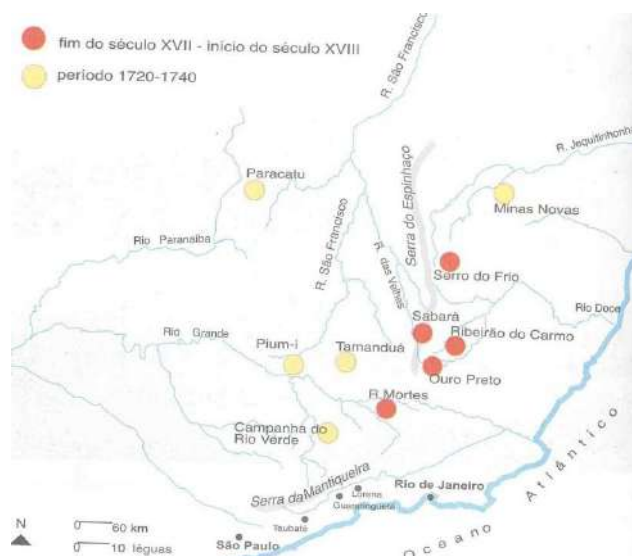 fim do século XVII - início do século XVIII
período 1720-1740
R. São Francisco
R. Jequitinhonha
Paracatu
Minas Novas
Serra do Espinhaço
R. São Francisco
Rio Paranaíba
R. das Velhas
Serro do Frio
Sabará
Rio Doce
Rio Grande
Pium-i
Tamanduá
Ribeirão do Carmo
Ouro Preto
R.Mortes
Campanha do
Rio Verde
Serra da Mantiqueira
Lorena
Rio de Janeiro
Guaratinguetá
Taubaté
São Paulo
Oceano Atlântico
N
0 60 km
0 10 léguas